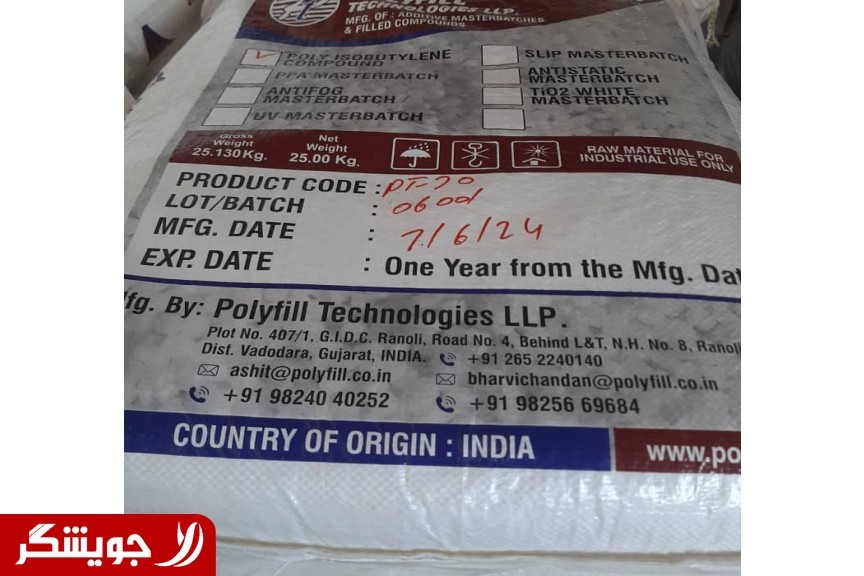 TECHNOLOGIES LLP.
MFG. OF : ADDITIVE MASTERBATCHES
& FILLED COMPOUNDS
POLY ISOBUTYLENE COMPOUND
SLIP MASTERBATCH
PPA MASTERBATCH
ANTISTATIC MASTERBATCH
ANTIFOG MASTERBATCH
TiO2 WHITE MASTERBATCH
UV MASTERBATCH
Gross Weight
25.130 Kg.
Net Weight
25.00 Kg.
RAW MATERIAL FOR
INDUSTRIAL USE ONLY
PRODUCT CODE : PT-70
LOT/BATCH :
MFG. DATE : 7/6/24
EXP. DATE : One Year from the Mfg. Dat
fg. By: Polyfill Technologies LLP.
Plot No. 407/1, G.I.D.C. Ranoli, Road No. 4, Behind L&T, N.H. No. 8, Ranoli
Dist. Vadodara, Gujarat, INDIA. +91 265 2240140
ashit@polyfill.co.in bharvichandan@polyfill.co.in
+91 98240 40252 +91 98256 69684
COUNTRY OF ORIGIN : INDIA
www.po
جویشگر